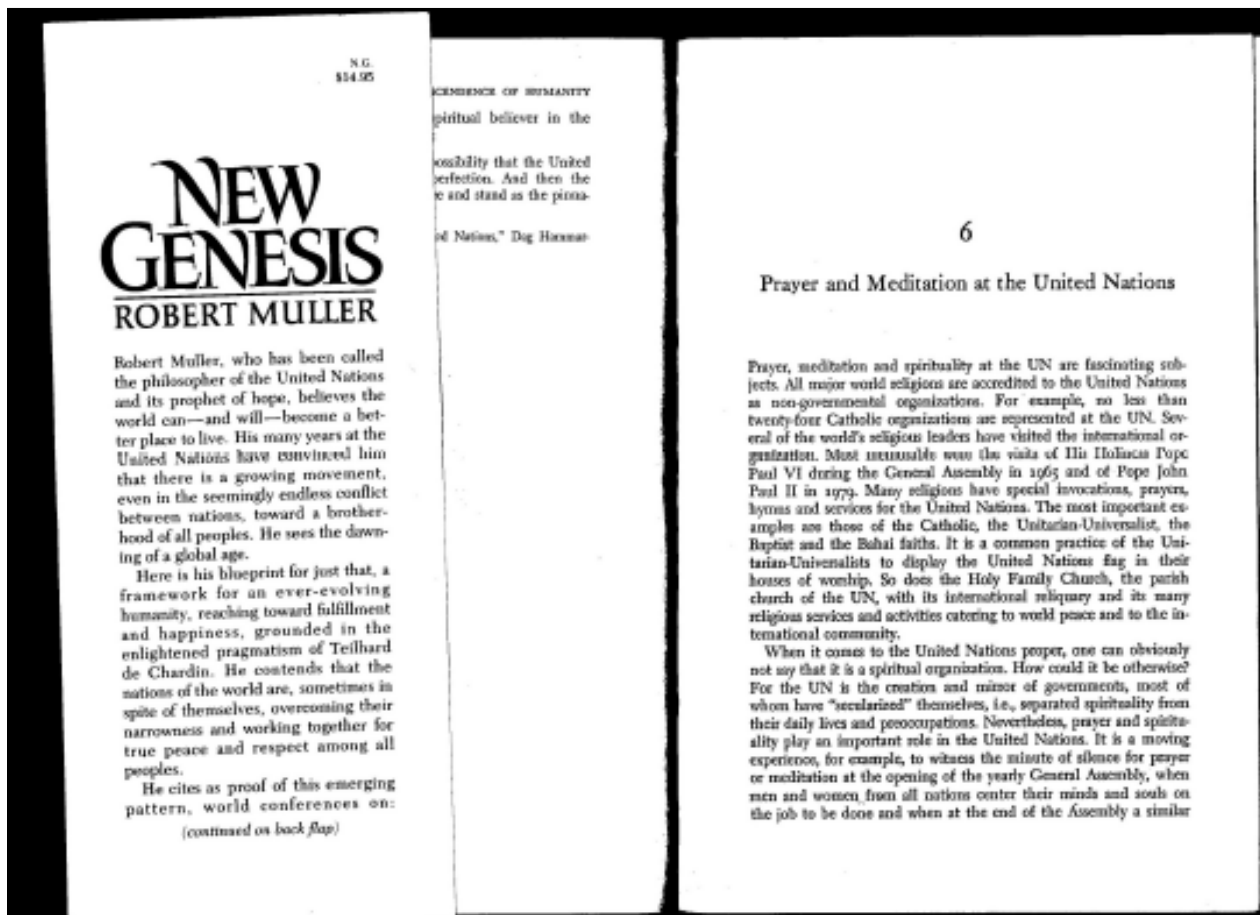 N.G.
$14.95
NEW
GENESIS
ROBERT MULLER
Robert Muller, who has been called
the philosopher of the United Nations
and its prophet of hope, believes the
world can—and will—become a bet-
ter place to live. His many years at the
United Nations have convinced him
that there is a growing movement,
even in the seemingly endless conflict
between nations, toward a brother-
hood of all peoples. He sees the dawn-
ing of a global age.
Here is his blueprint for just that, a
framework for an ever-evolving
humanity, reaching toward fulfillment
and happiness, grounded in the
enlightened pragmatism of Teilhard
de Chardin. He contends that the
nations of the world are, sometimes in
spite of themselves, overcoming their
narrowness and working together for
true peace and respect among all
peoples.
He cites as proof of this emerging
pattern, world conferences on:
(continued on back flap)
CENDENCE OF HUMANITY
piritual believer in the
ossibility that the United
perfection. And then the
e and stand as the pinna-
ed Nations," Dag Hammar-
6
Prayer and Meditation at the United Nations
Prayer, meditation and spirituality at the UN are fascinating sub-
jects. All major world religions are accredited to the United Nations
as non-governmental organizations. For example, no less than
twenty-four Catholic organizations are represented at the UN. Sev-
eral of the world's religious leaders have visited the international or-
ganization. Most memorable were the visits of His Holiness Pope
Paul VI during the General Assembly in 1965 and of Pope John
Paul II in 1979. Many religions have special invocations, prayers,
hymns and services for the United Nations. The most important ex-
amples are those of the Catholic, the Unitarian-Universalist, the
Baptist and the Bahai faiths. It is a common practice of the Uni-
tarian-Universalists to display the United Nations flag in their
houses of worship. So does the Holy Family Church, the parish
church of the UN, with its international reliquary and its many
religious services and activities catering to world peace and to the in-
ternational community.
When it comes to the United Nations proper, one can obviously
not say that it is a spiritual organization. How could it be otherwise?
For the UN is the creation and mirror of governments, most of
whom have "secularized" themselves, i.e., separated spirituality from
their daily lives and preoccupations. Nevertheless, prayer and spiritu-
ality play an important role in the United Nations. It is a moving
experience, for example, to witness the minute of silence for prayer
or meditation at the opening of the yearly General Assembly, when
men and women from all nations center their minds and souls on
the job to be done and when at the end of the Assembly a similar